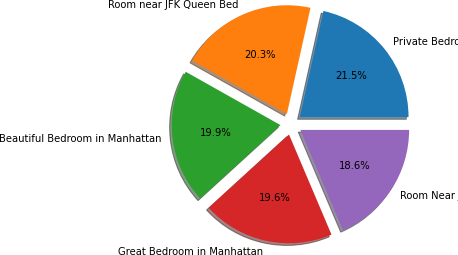 Room near JFK Queen Bed
Private
20.3%
21.5%
19.9%
Beautiful Bedroom in Manhattan
18.6%
19.6%
Room Near
Great Bedroom in Manhattan